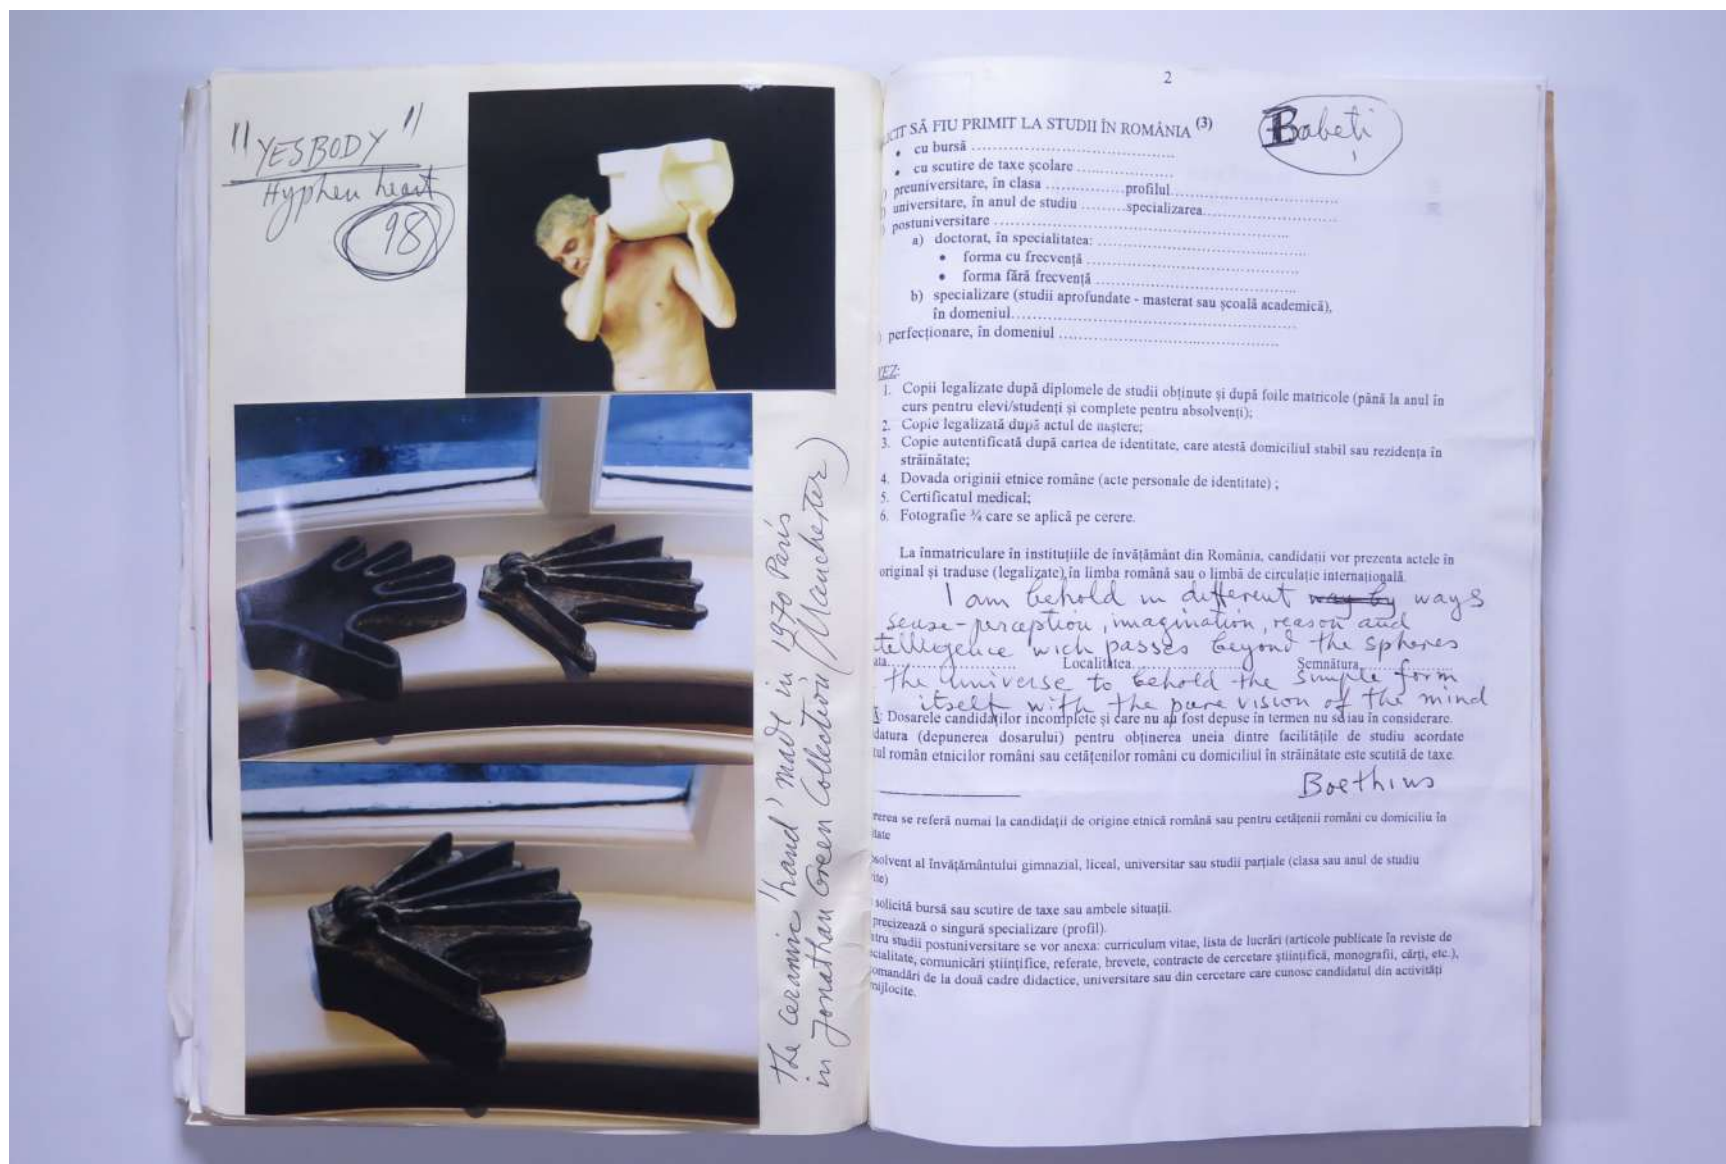 "YESBODY"
Hyphen heart
98
the ceramic 'hand' made in 1970 Paris
in Jonathan Green Collection (Manchester)
2
SĂ FIU PRIMIT LA STUDII ÎN ROMÂNIA (3)
Babeți
• cu bursă
• cu scutire de taxe școlare
preuniversitare, în clasa profilul
universitare, în anul de studiu specializarea
postuniversitare
a) doctorat, în specialitatea:
• forma cu frecvență
• forma fără frecvență
b) specializare (studii aprofundate - masterat sau școală academică),
în domeniul
perfecționare, în domeniul
1. Copii legalizate după diplomele de studii obținute și după foile matricole (până la anul în
curs pentru elevi/studenți și complete pentru absolvenți);
2. Copie legalizată după actul de naștere;
3. Copie autentificată după cartea de identitate, care atestă domiciliul stabil sau rezidența în
străinătate;
4. Dovada originii etnice române (acte personale de identitate) ;
5. Certificatul medical;
6. Fotografie ¾ care se aplică pe cerere.
La înmatriculare în instituțiile de învățământ din România, candidații vor prezenta actele în
original și traduse (legalizate) în limba română sau o limbă de circulație internațională.
I am behold in different way by ways
sense-perception, imagination, reason and
telligence wich passes beyond the spheres
ata Localitatea Semnătura
the universe to behold the simple form
itself with the pure vision of the mind
: Dosarele candidaților incomplete și care nu au fost depuse în termen nu se iau în considerare.
datura (depunerea dosarului) pentru obținerea uneia dintre facilitățile de studiu acordate
tul român etnicilor români sau cetățenilor români cu domiciliul în străinătate este scutită de taxe.
Boethius
rerea se referă numai la candidații de origine etnică română sau pentru cetățenii români cu domiciliu în
tate
bsolvent al învățământului gimnazial, liceal, universitar sau studii parțiale (clasa sau anul de studiu
solicită bursă sau scutire de taxe sau ambele situații.
precizează o singură specializare (profil).
tru studii postuniversitare se vor anexa: curriculum vitae, lista de lucrări (articole publicate în reviste de
cialitate, comunicări științifice, referate, brevete, contracte de cercetare științifică, monografii, cărți, etc.),
omandări de la două cadre didactice, universitare sau din cercetare care cunosc candidatul din activități
mijlocite.